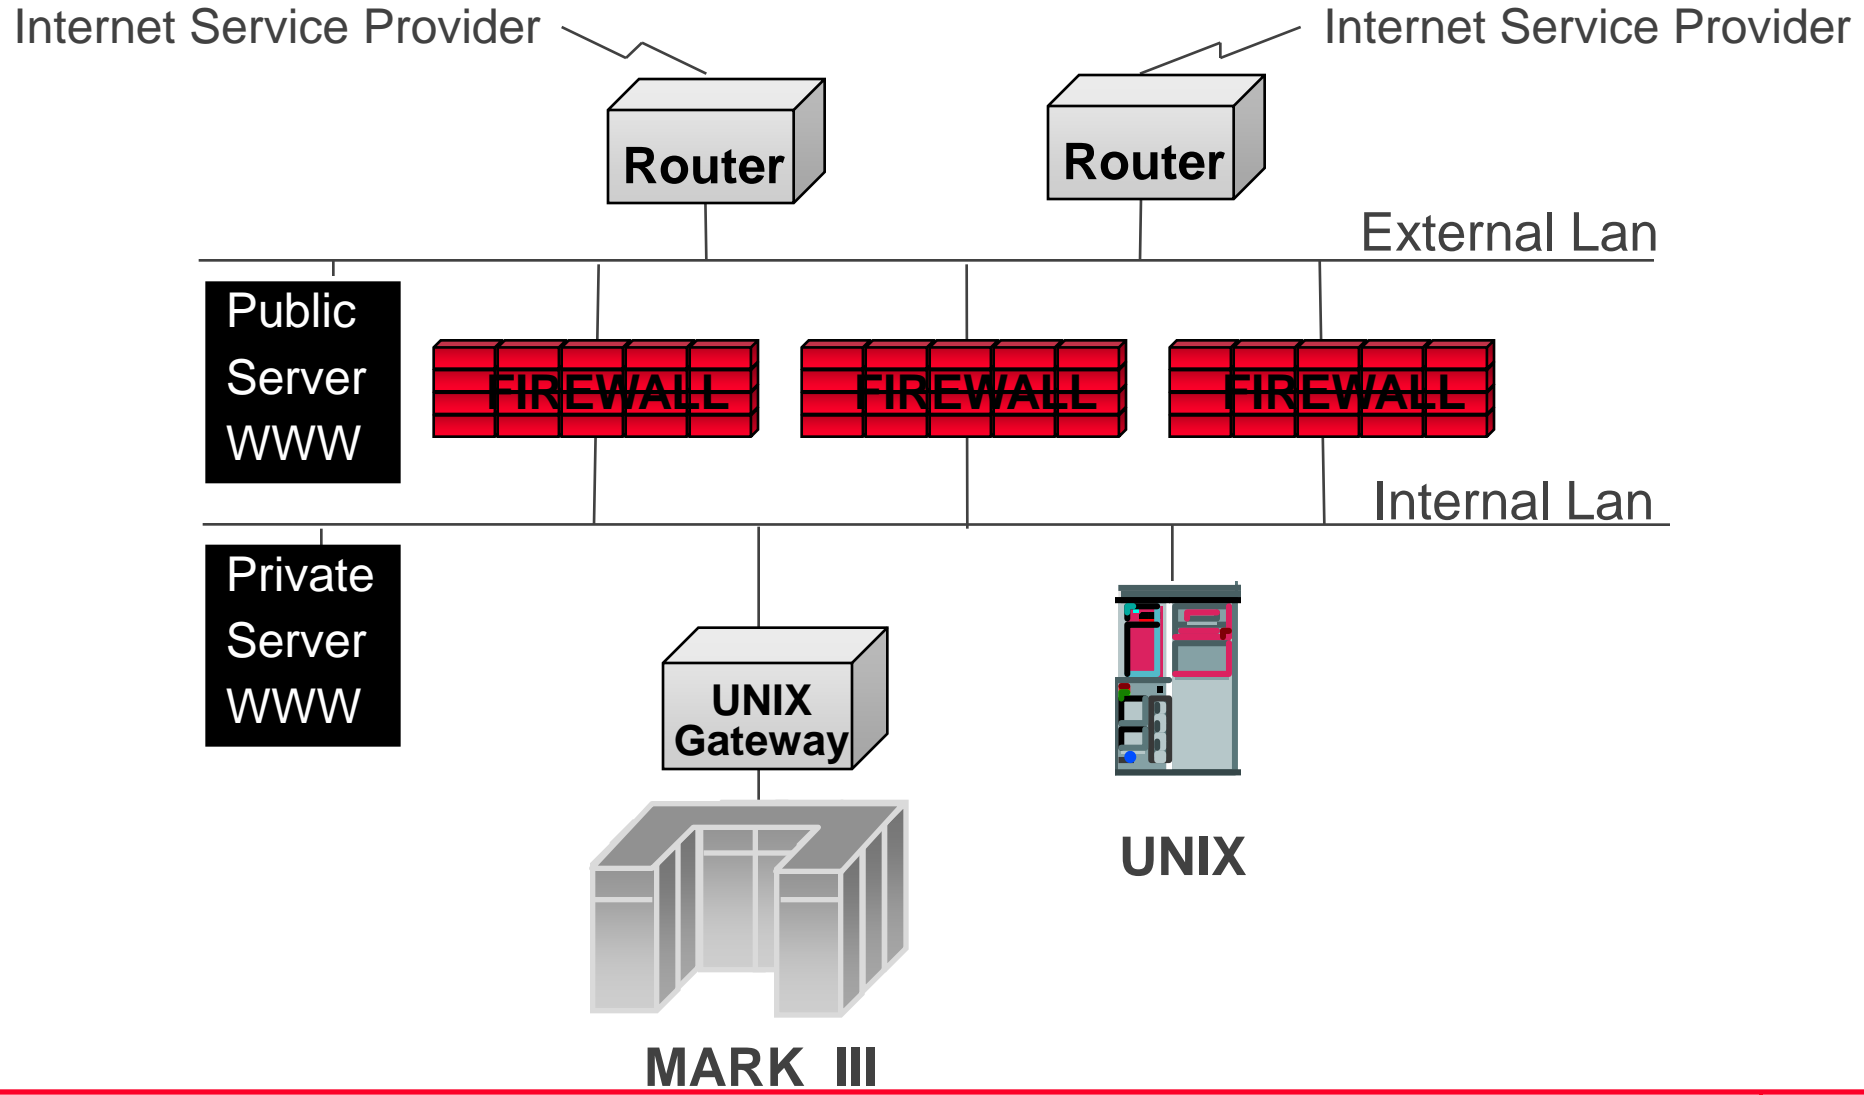 Internet Service Provider
Internet Service Provider
Router
Router
External Lan
Public
Server
WWW
FIREWALL
FIREWALL
FIREWALL
Internal Lan
Private
Server
WWW
UNIX
Gateway
UNIX
MARK III